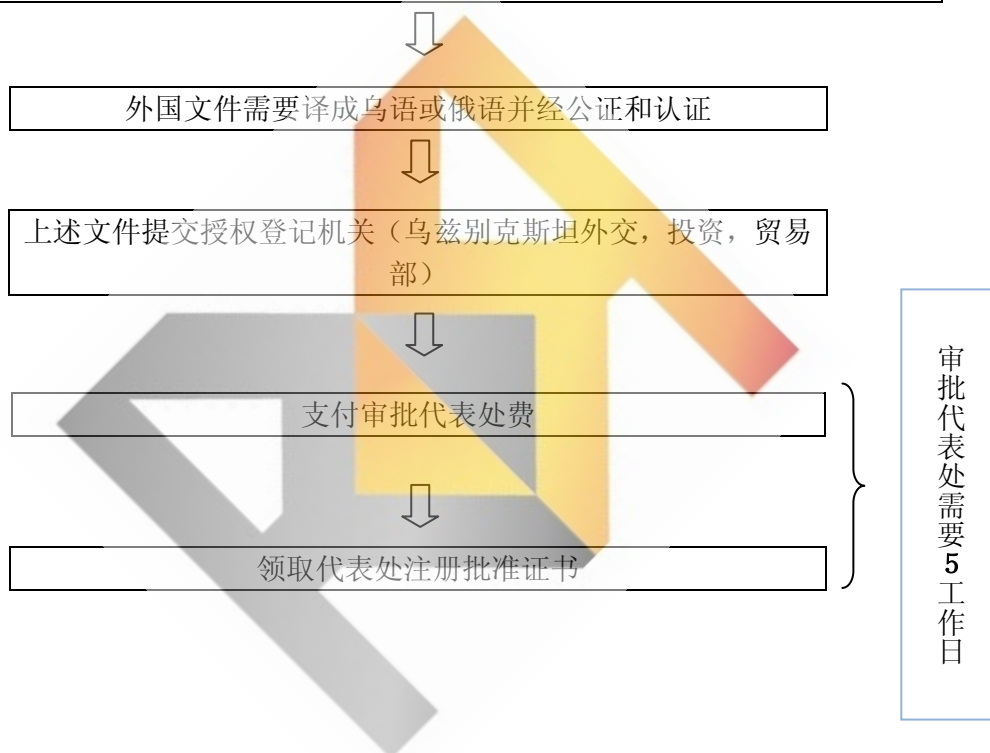 外国文件需要译成乌语或俄语并经公证和认证
上述文件提交授权登记机关（乌兹别克斯坦外交，投资，贸易
部）
支付审批代表处费
领取代表处注册批准证书
审批代表处需要5工作日